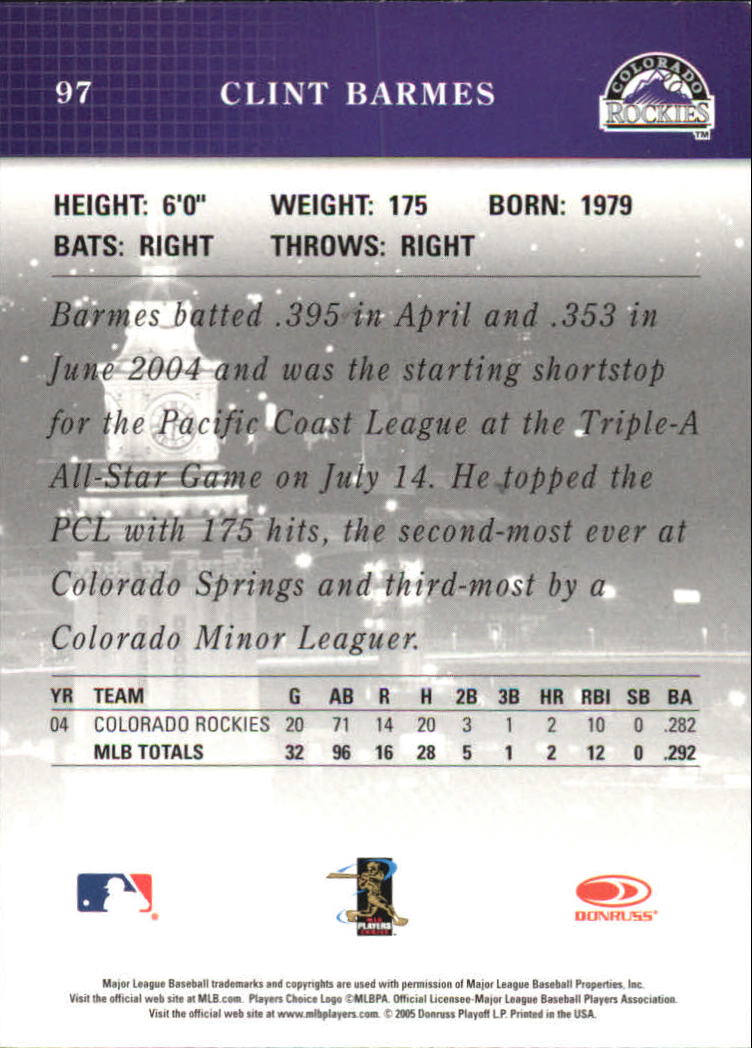 97 CLINT BARMES
COLORADO
ROCKIES
TM
HEIGHT: 6'0" WEIGHT: 175 BORN: 1979
BATS: RIGHT THROWS: RIGHT
Barmes batted .395 in April and .353 in
June 2004 and was the starting shortstop
for the Pacific Coast League at the Triple-A
All-Star Game on July 14. He topped the
PCL with 175 hits, the second-most ever at
Colorado Springs and third-most by a
Colorado Minor Leaguer.
YR TEAM G AB R H 2B 3B HR RBI SB BA
04 COLORADO ROCKIES 20 71 14 20 3 1 2 10 0 .282
MLB TOTALS 32 96 16 28 5 1 2 12 0 .292
MLB
PLAYERS
CHOICE
DONRUSS®
Major League Baseball trademarks and copyrights are used with permission of Major League Baseball Properties, Inc.
Visit the official web site at MLB.com. Players Choice Logo ©MLBPA. Official Licensee-Major League Baseball Players Association.
Visit the official web site at www.mlbplayers.com. © 2005 Donruss Playoff L.P. Printed in the USA.